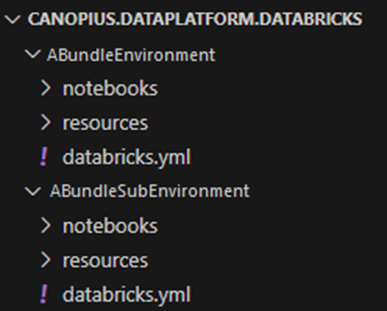 CANOPIUS.DATAPLATFORM.DATABRICKS
ABundleEnvironment
notebooks
resources
! databricks.yml
ABundleSubEnvironment
notebooks
resources
! databricks.yml